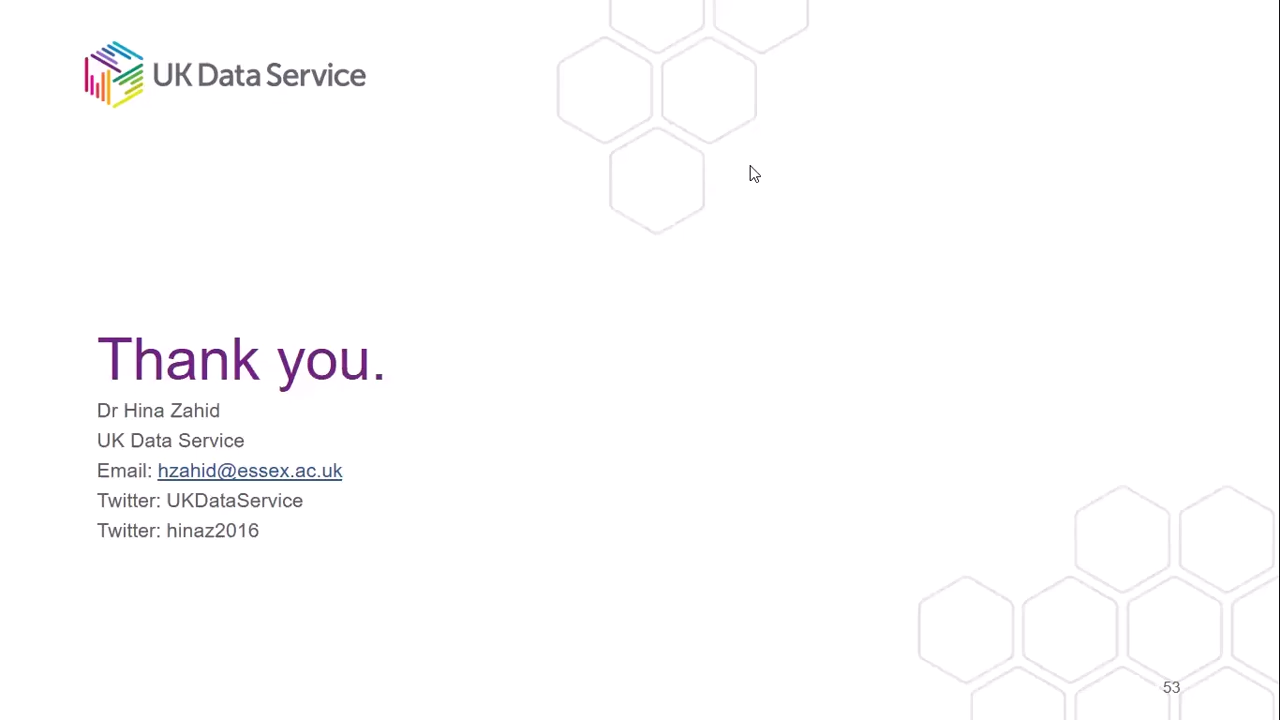 UK Data Service
Thank you.
Dr Hina Zahid
UK Data Service
Email: hzahid@essex.ac.uk
Twitter: UKDataService
Twitter: hinaz2016
53